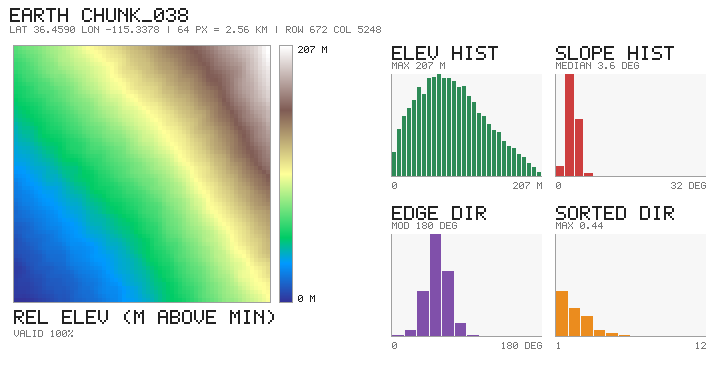 EARTH CHUNK_038
LAT 36.4590 LON -115.3378 | 64 PX = 2.56 KM | ROW 672 COL 5248
207 M
0 M
REL ELEV (M ABOVE MIN)
VALID 100%
ELEV HIST
MAX 207 M
0 207 M
SLOPE HIST
MEDIAN 3.6 DEG
0 32 DEG
EDGE DIR
MOD 180 DEG
0 180 DEG
SORTED DIR
MAX 0.44
1 12